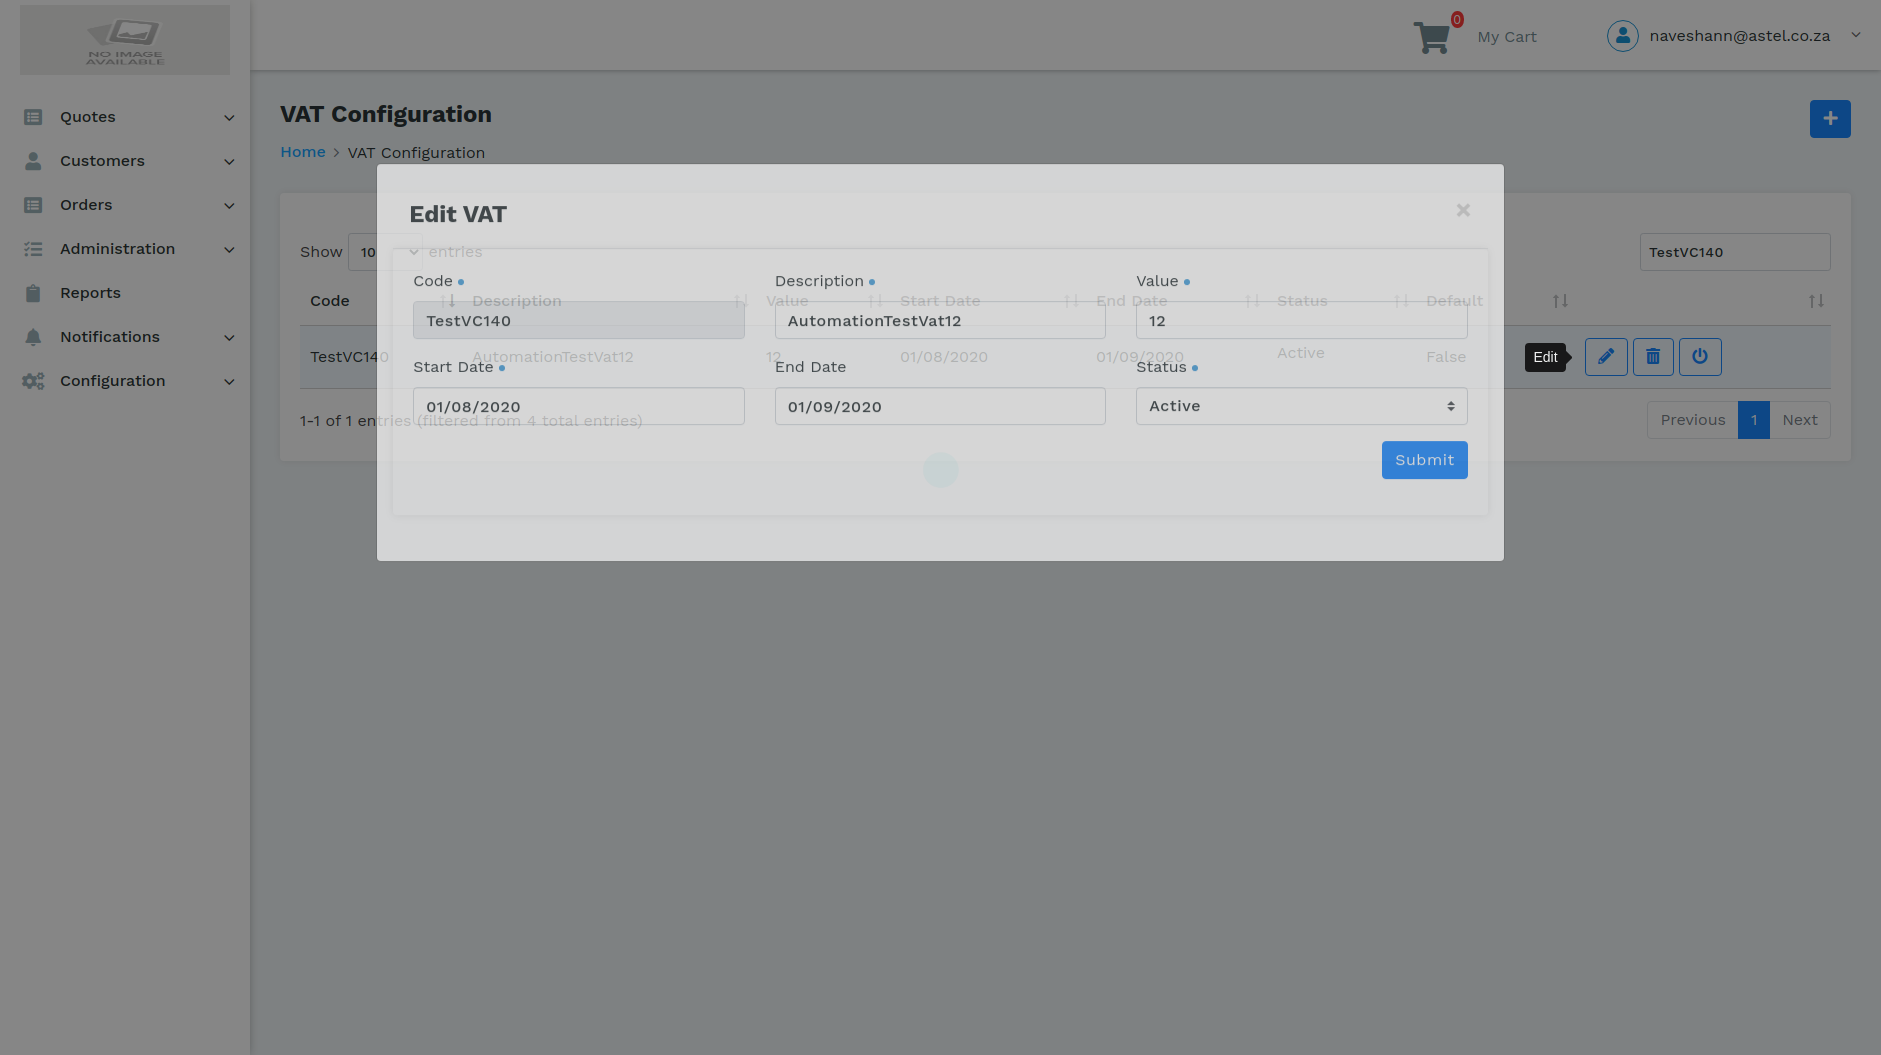 NO IMAGE
AVAILABLE
0
My Cart
naveshann@astel.co.za
Quotes
Customers
Orders
Administration
Reports
Notifications
Configuration
VAT Configuration
Home > VAT Configuration
Edit VAT
×
Show 10 entries
TestVC140
Code
Description
Value
Code Description Value Start Date End Date Status Default
TestVC140
AutomationTestVat12
12
TestVC140 AutomationTestVat12 12 01/08/2020 01/09/2020 Active False
Edit
Start Date
End Date
Status
01/08/2020
01/09/2020
Active
1-1 of 1 entries (filtered from 4 total entries)
Previous 1 Next
Submit